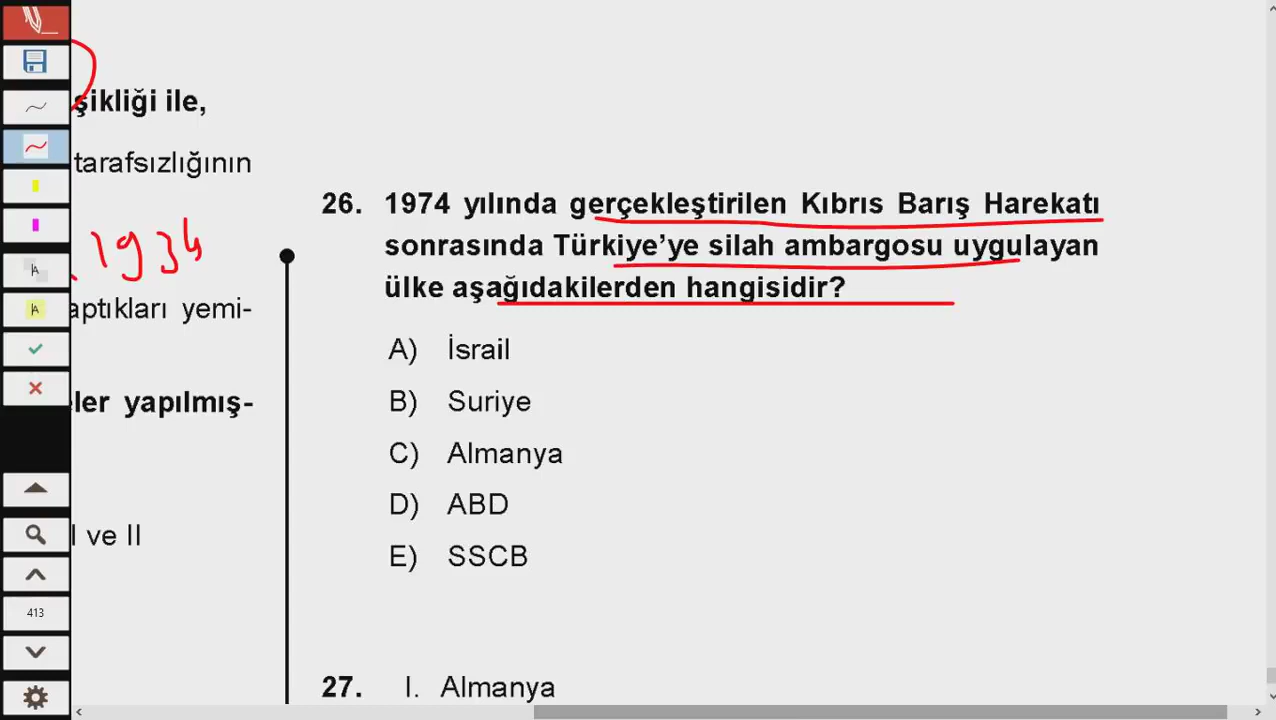 şikliği ile,
tarafsızlığının
1934
aptıkları yemi-
ler yapılmış-
I ve II
26. 1974 yılında gerçekleştirilen Kıbrıs Barış Harekatı
sonrasında Türkiye'ye silah ambargosu uygulayan
ülke aşağıdakilerden hangisidir?
A) İsrail
B) Suriye
C) Almanya
D) ABD
E) SSCB
27. I. Almanya
413